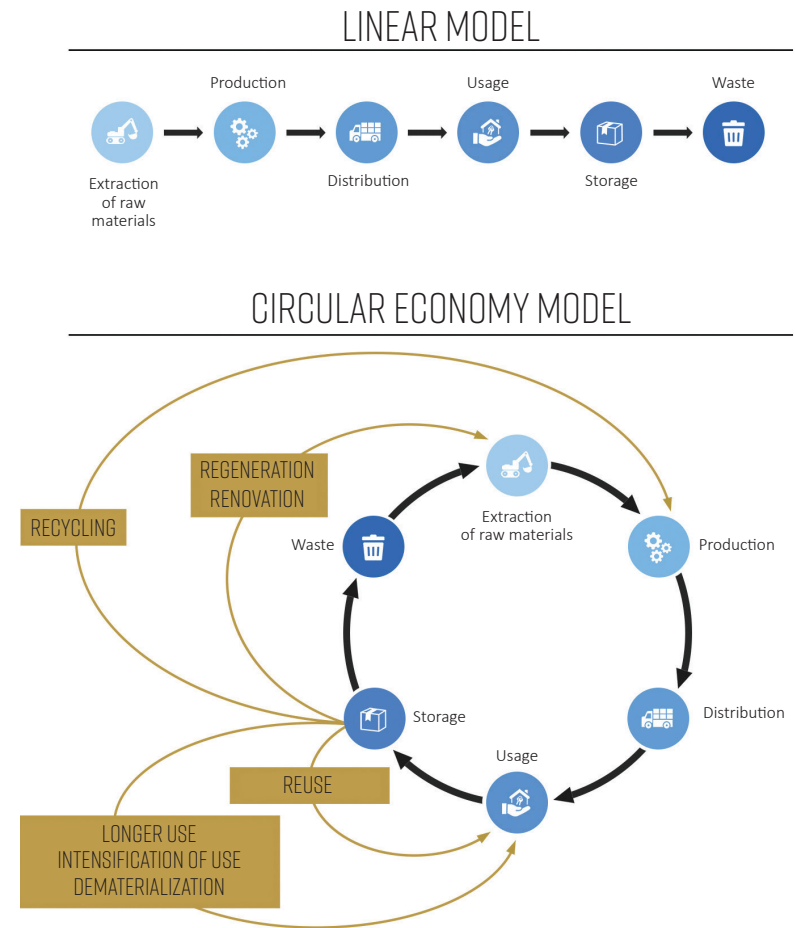 LINEAR MODEL
Production
Usage
Waste
Extraction
of raw
materials
Distribution
Storage
CIRCULAR ECONOMY MODEL
REGENERATION
RENOVATION
RECYCLING
Extraction
of raw materials
Waste
Production
Storage
Distribution
Usage
REUSE
LONGER USE
INTENSIFICATION OF USE
DEMATERIALIZATION